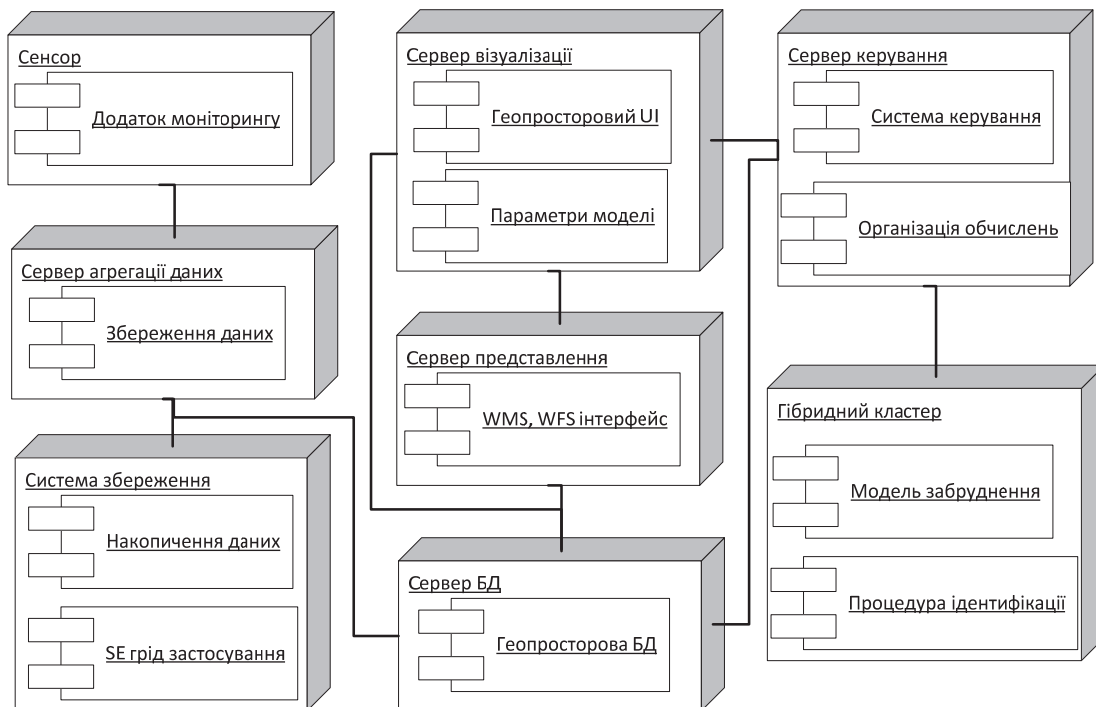 Сенсор
Додаток моніторингу
Сервер агрегації даних
Збереження даних
Система збереження
Накопичення даних
SE грід застосування
Сервер візуалізації
Геопросторовий UI
Параметри моделі
Сервер представлення
WMS, WFS інтерфейс
Сервер БД
Геопросторова БД
Сервер керування
Система керування
Організація обчислень
Гібридний кластер
Модель забруднення
Процедура ідентифікації